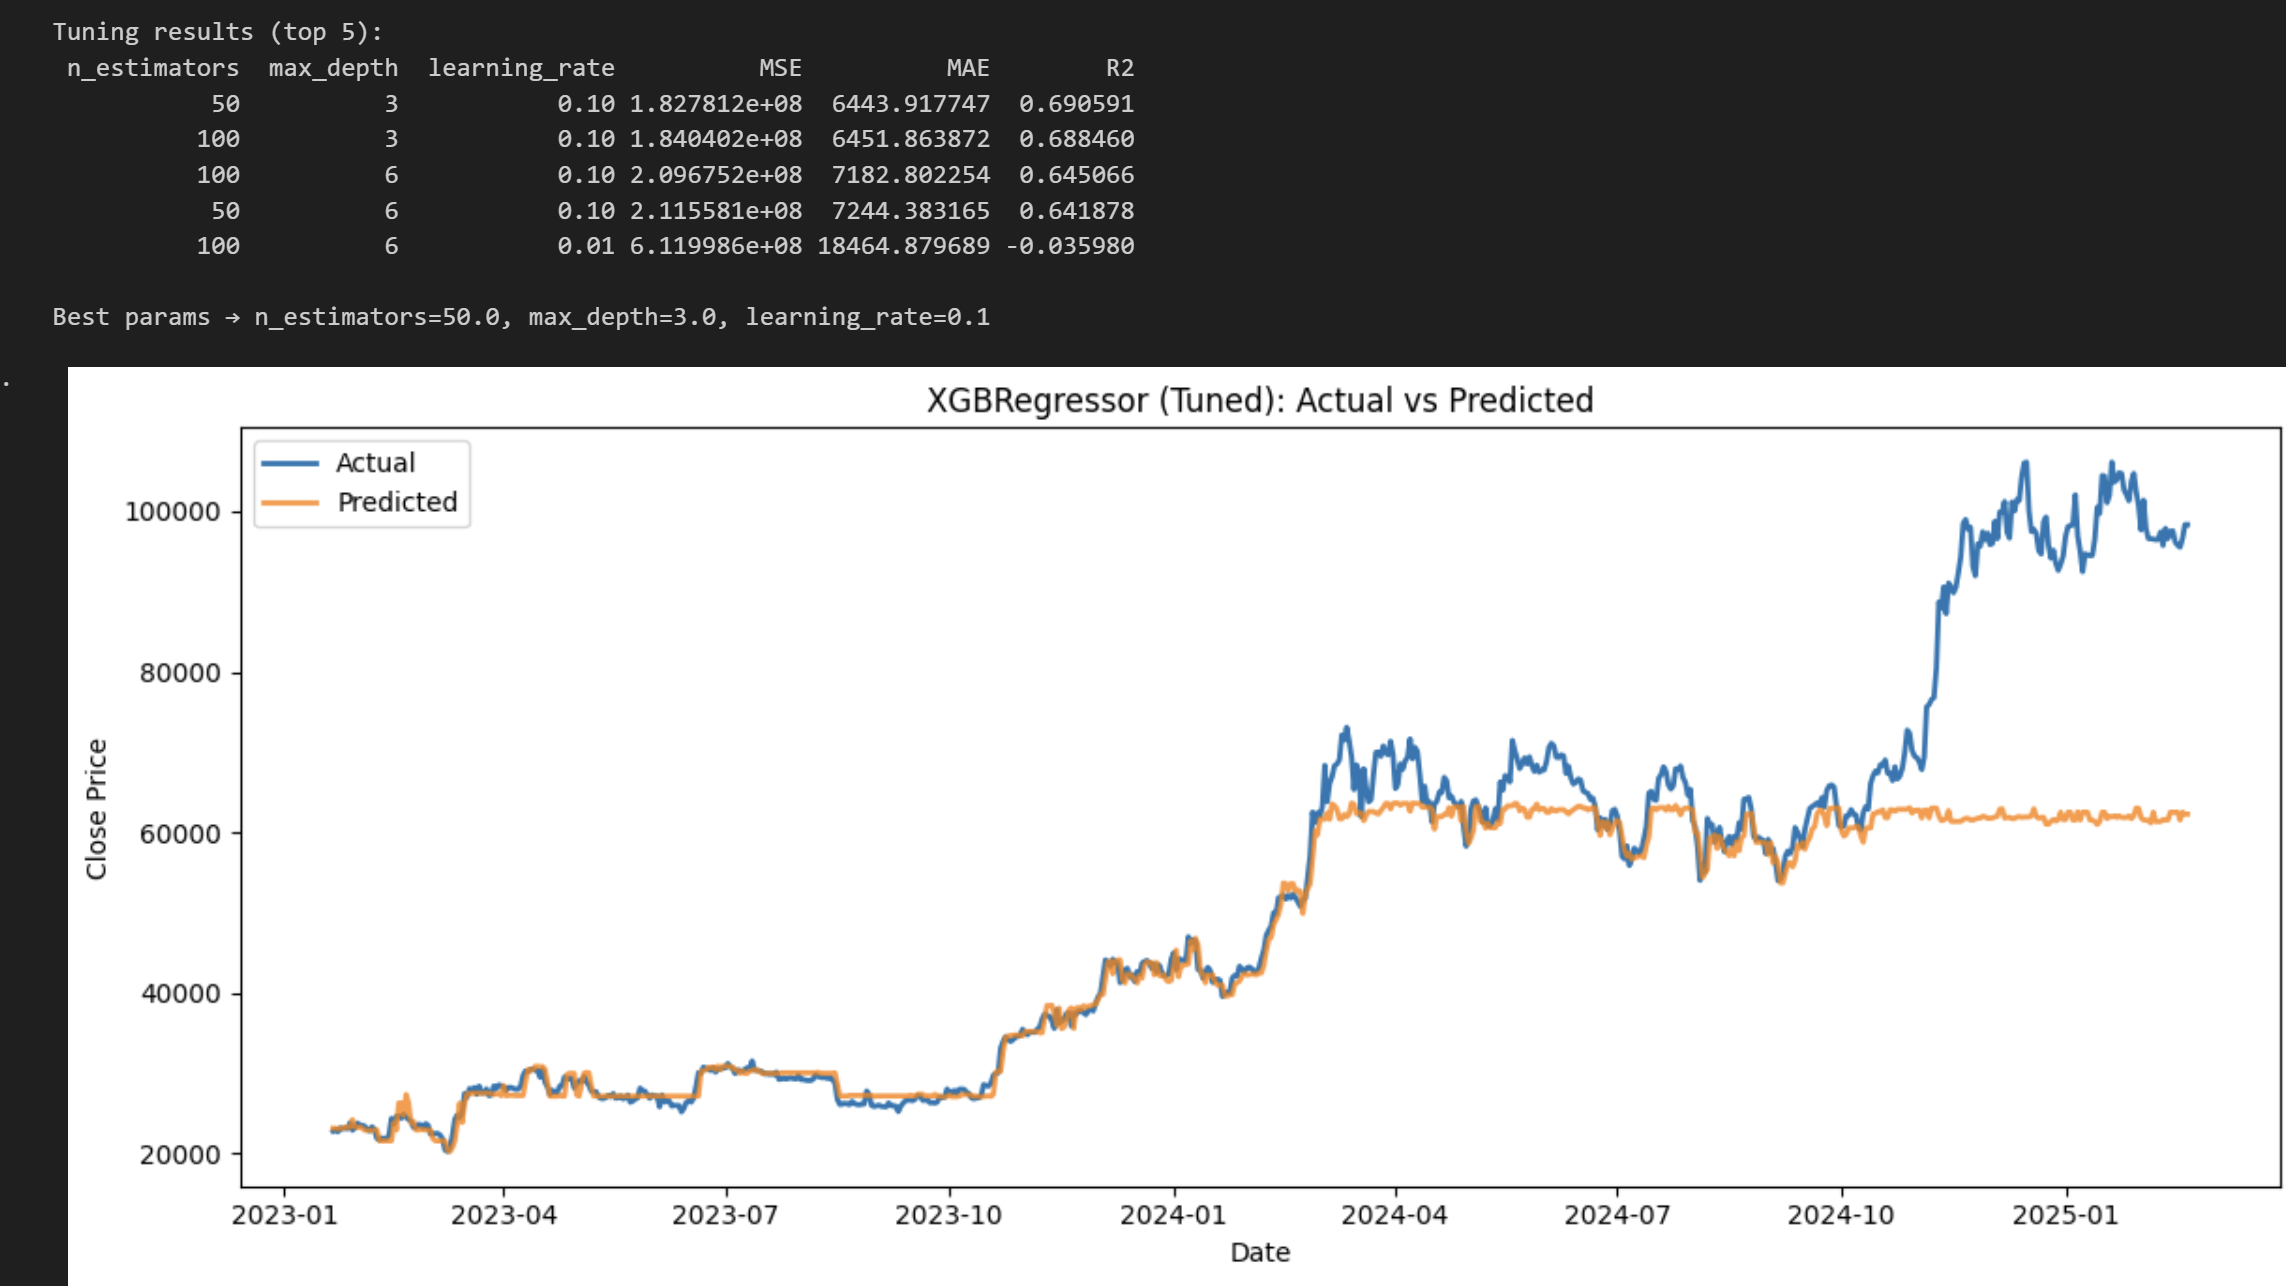 Tuning results (top 5):
n_estimators  max_depth  learning_rate          MSE          MAE        R2
50          3           0.10 1.827812e+08  6443.917747  0.690591
100          3           0.10 1.840402e+08  6451.863872  0.688460
100          6           0.10 2.096752e+08  7182.802254  0.645066
50          6           0.10 2.115581e+08  7244.383165  0.641878
100          6           0.01 6.119986e+08 18464.879689 -0.035980
Best params → n_estimators=50.0, max_depth=3.0, learning_rate=0.1
XGBRegressor (Tuned): Actual vs Predicted
Actual
Predicted
100000
80000
60000
40000
20000
Close Price
2023-01 2023-04 2023-07 2023-10 2024-01 2024-04 2024-07 2024-10 2025-01
Date